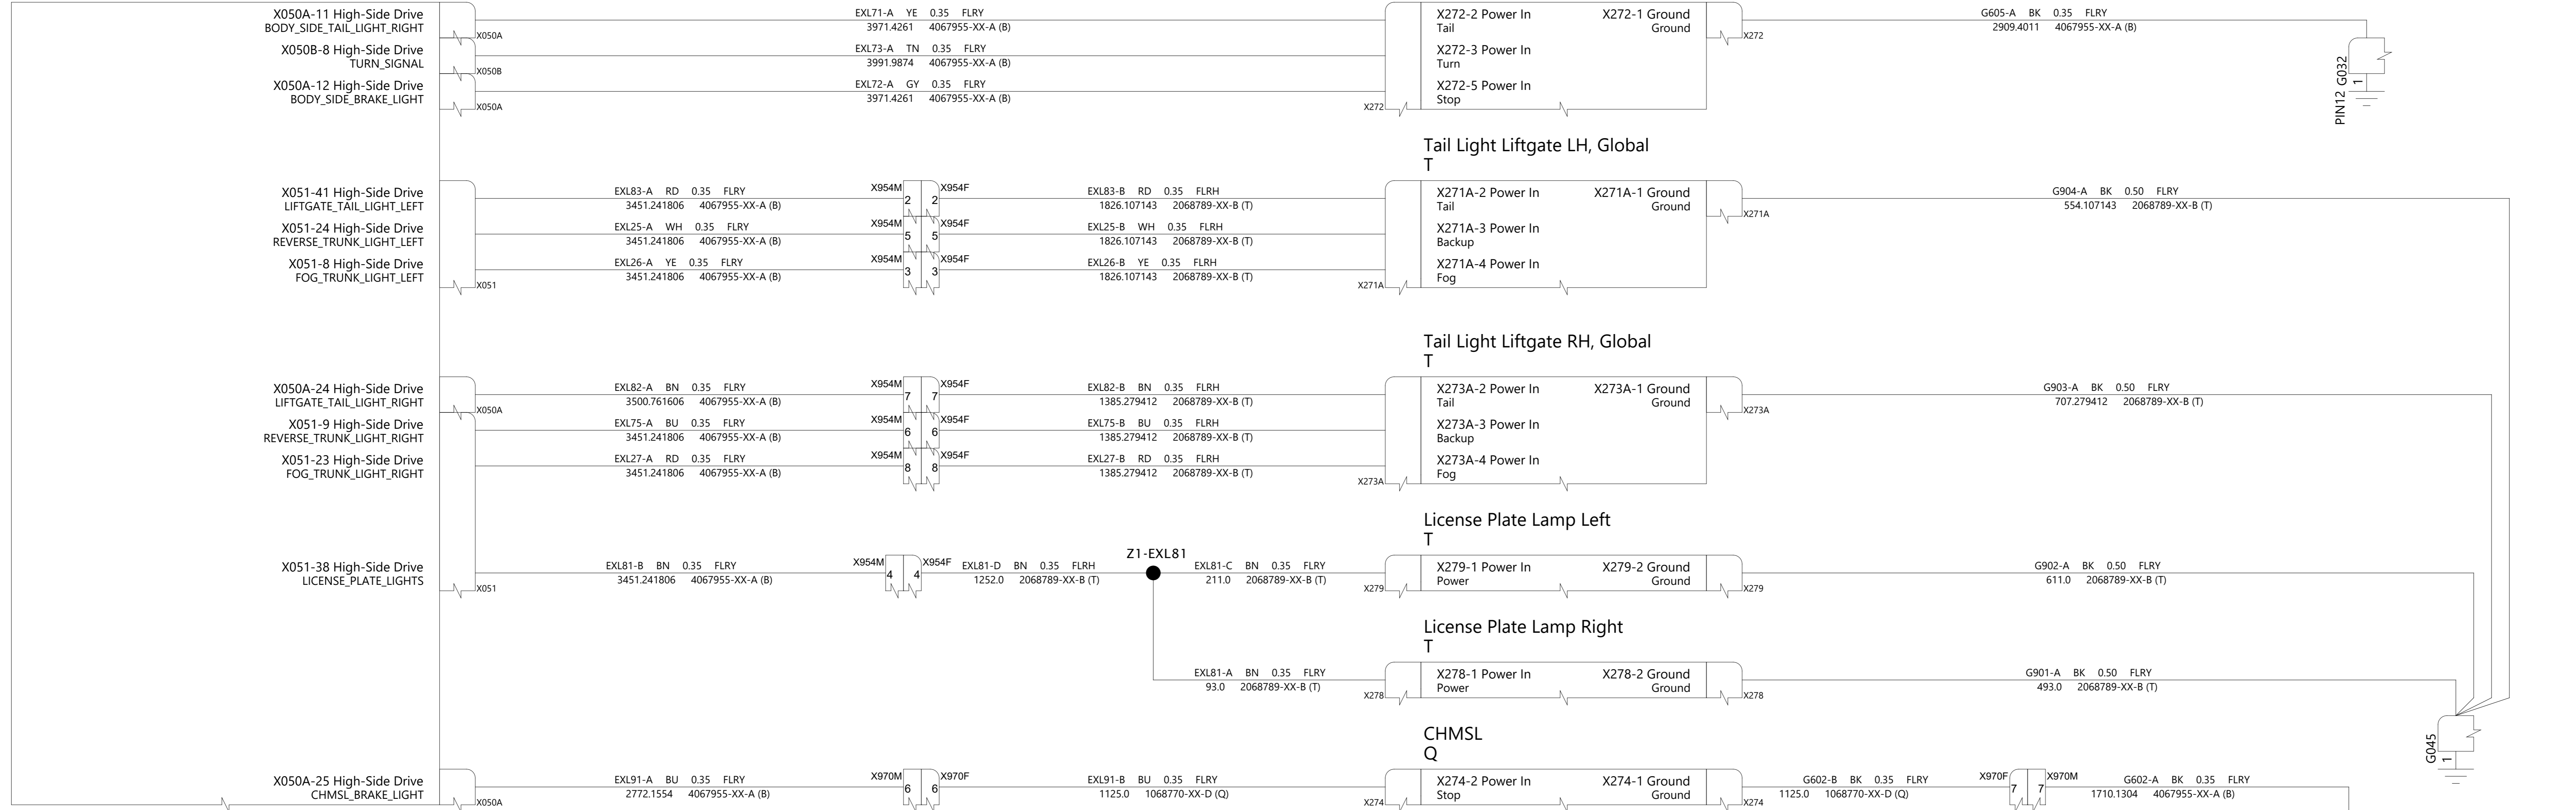 X050A-11 High-Side Drive
BODY_SIDE_TAIL_LIGHT_RIGHT
X050A
EXL71-A YE 0.35 FLRY
3971.4261 4067955-XX-A (B)
X272-2 Power In
Tail
X272-1 Ground
Ground
X272
G605-A BK 0.35 FLRY
2909.4011 4067955-XX-A (B)
X050B-8 High-Side Drive
TURN_SIGNAL
X050B
EXL73-A TN 0.35 FLRY
3991.9874 4067955-XX-A (B)
X272-3 Power In
Turn
X050A-12 High-Side Drive
BODY_SIDE_BRAKE_LIGHT
X050A
EXL72-A GY 0.35 FLRY
3971.4261 4067955-XX-A (B)
X272
X272-5 Power In
Stop
PIN12 G032
1
Tail Light Liftgate LH, Global
T
X051-41 High-Side Drive
LIFTGATE_TAIL_LIGHT_LEFT
EXL83-A RD 0.35 FLRY
3451.241806 4067955-XX-A (B)
X954M
2 2
X954F
EXL83-B RD 0.35 FLRH
1826.107143 2068789-XX-B (T)
X271A-2 Power In
Tail
X271A-1 Ground
Ground
X271A
G904-A BK 0.50 FLRY
554.107143 2068789-XX-B (T)
X051-24 High-Side Drive
REVERSE_TRUNK_LIGHT_LEFT
EXL25-A WH 0.35 FLRY
3451.241806 4067955-XX-A (B)
X954M
5 5
X954F
EXL25-B WH 0.35 FLRH
1826.107143 2068789-XX-B (T)
X271A-3 Power In
Backup
X051-8 High-Side Drive
FOG_TRUNK_LIGHT_LEFT
X051
EXL26-A YE 0.35 FLRY
3451.241806 4067955-XX-A (B)
X954M
3 3
X954F
EXL26-B YE 0.35 FLRH
1826.107143 2068789-XX-B (T)
X271A
X271A-4 Power In
Fog
Tail Light Liftgate RH, Global
T
X050A-24 High-Side Drive
LIFTGATE_TAIL_LIGHT_RIGHT
X050A
EXL82-A BN 0.35 FLRY
3500.761606 4067955-XX-A (B)
X954M
7 7
X954F
EXL82-B BN 0.35 FLRH
1385.279412 2068789-XX-B (T)
X273A-2 Power In
Tail
X273A-1 Ground
Ground
X273A
G903-A BK 0.50 FLRY
707.279412 2068789-XX-B (T)
X051-9 High-Side Drive
REVERSE_TRUNK_LIGHT_RIGHT
EXL75-A BU 0.35 FLRY
3451.241806 4067955-XX-A (B)
X954M
6 6
X954F
EXL75-B BU 0.35 FLRH
1385.279412 2068789-XX-B (T)
X273A-3 Power In
Backup
X051-23 High-Side Drive
FOG_TRUNK_LIGHT_RIGHT
EXL27-A RD 0.35 FLRY
3451.241806 4067955-XX-A (B)
X954M
8 8
X954F
EXL27-B RD 0.35 FLRH
1385.279412 2068789-XX-B (T)
X273A
X273A-4 Power In
Fog
License Plate Lamp Left
T
X051-38 High-Side Drive
LICENSE_PLATE_LIGHTS
X051
EXL81-B BN 0.35 FLRY
3451.241806 4067955-XX-A (B)
X954M
4 4
X954F
EXL81-D BN 0.35 FLRH
1252.0 2068789-XX-B (T)
Z1-EXL81
EXL81-C BN 0.35 FLRY
211.0 2068789-XX-B (T)
X279
X279-1 Power In
Power
X279-2 Ground
Ground
X279
G902-A BK 0.50 FLRY
611.0 2068789-XX-B (T)
License Plate Lamp Right
T
EXL81-A BN 0.35 FLRY
93.0 2068789-XX-B (T)
X278
X278-1 Power In
Power
X278-2 Ground
Ground
X278
G901-A BK 0.50 FLRY
493.0 2068789-XX-B (T)
G045
1
CHMSL
Q
X050A-25 High-Side Drive
CHMSL_BRAKE_LIGHT
X050A
EXL91-A BU 0.35 FLRY
2772.1554 4067955-XX-A (B)
X970M
6 6
X970F
EXL91-B BU 0.35 FLRY
1125.0 1068770-XX-D (Q)
X274
X274-2 Power In
Stop
X274-1 Ground
Ground
X274
G602-B BK 0.35 FLRY
1125.0 1068770-XX-D (Q)
X970F
7 7
X970M
G602-A BK 0.35 FLRY
1710.1304 4067955-XX-A (B)